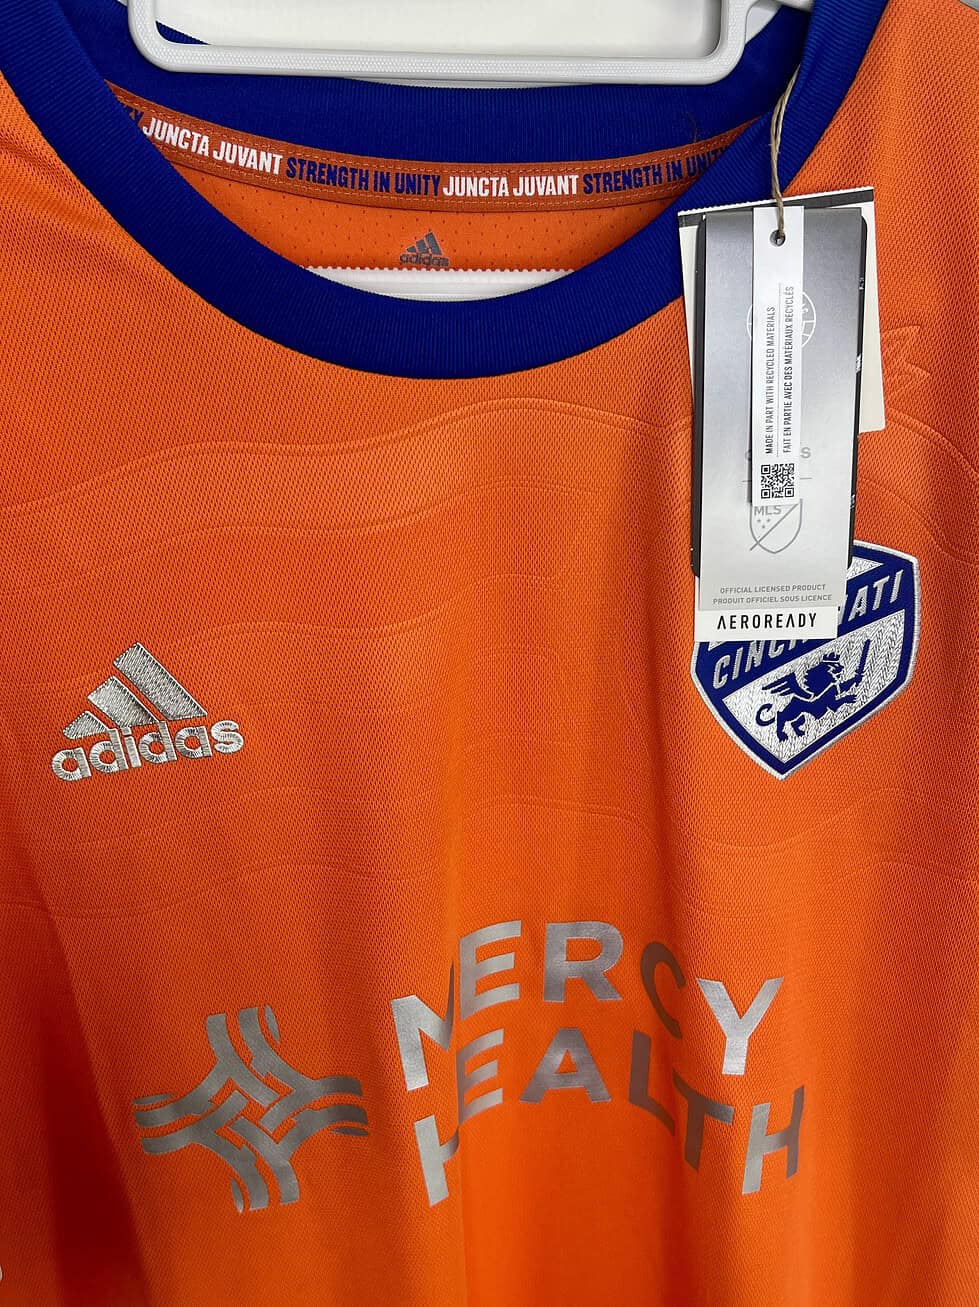 JUNCTA JUVANT STRENGTH IN UNITY JUNCTA JUVANT STRENGTH IN
adidas
MADE IN PART WITH RECYCLED MATERIALS
FAIT EN PARTIE AVEC DES MATÉRIAUX RECYCLÉS
MLS
OFFICIAL LICENSED PRODUCT
PRODUIT OFFICIEL SOUS LICENCE
AEROREADY
CINCINNATI
adidas
MERCY
HEALTH